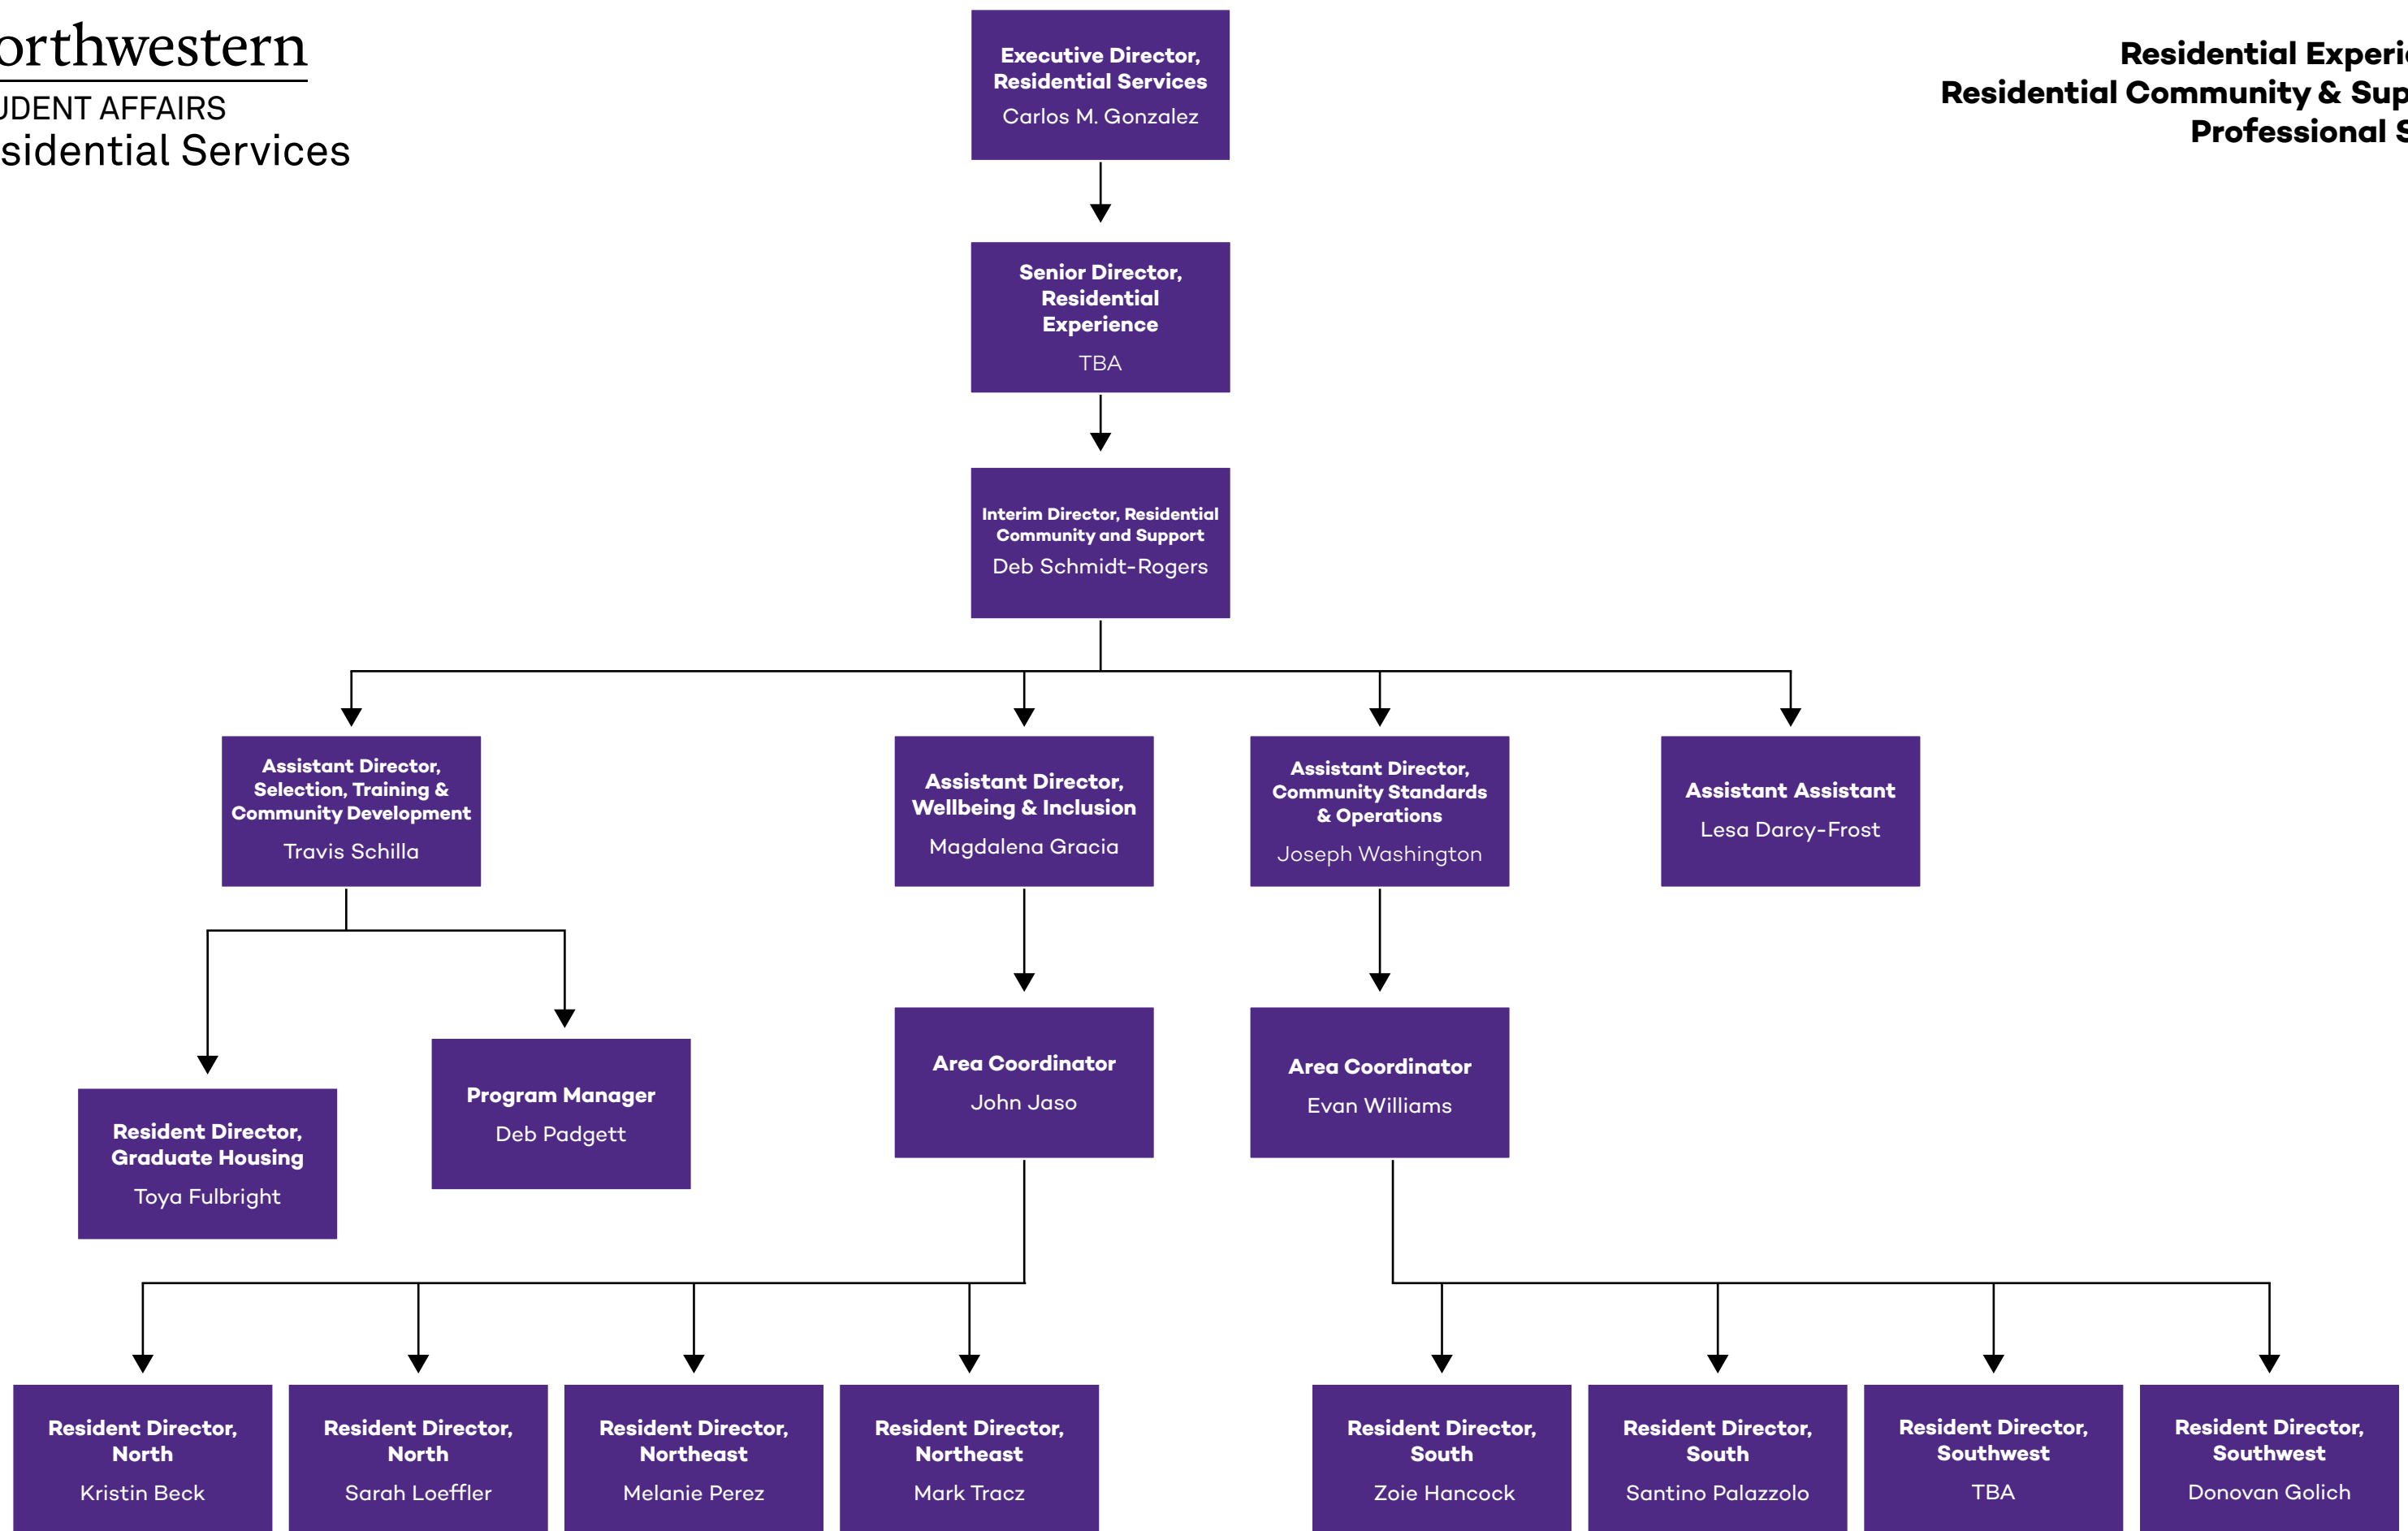 orthwestern
UDENT AFFAIRS
sidential Services
Residential Experi
Residential Community & Sup
Professional S
Executive Director,
Residential Services
Carlos M. Gonzalez
Senior Director,
Residential
Experience
TBA
Interim Director, Residential
Community and Support
Deb Schmidt-Rogers
Assistant Director,
Selection, Training &
Community Development
Travis Schilla
Assistant Director,
Wellbeing & Inclusion
Magdalena Gracia
Assistant Director,
Community Standards
& Operations
Joseph Washington
Assistant Assistant
Lesa Darcy-Frost
Resident Director,
Graduate Housing
Toya Fulbright
Program Manager
Deb Padgett
Area Coordinator
John Jaso
Area Coordinator
Evan Williams
Resident Director,
North
Kristin Beck
Resident Director,
North
Sarah Loeffler
Resident Director,
Northeast
Melanie Perez
Resident Director,
Northeast
Mark Tracz
Resident Director,
South
Zoie Hancock
Resident Director,
South
Santino Palazzolo
Resident Director,
Southwest
TBA
Resident Director,
Southwest
Donovan Golich